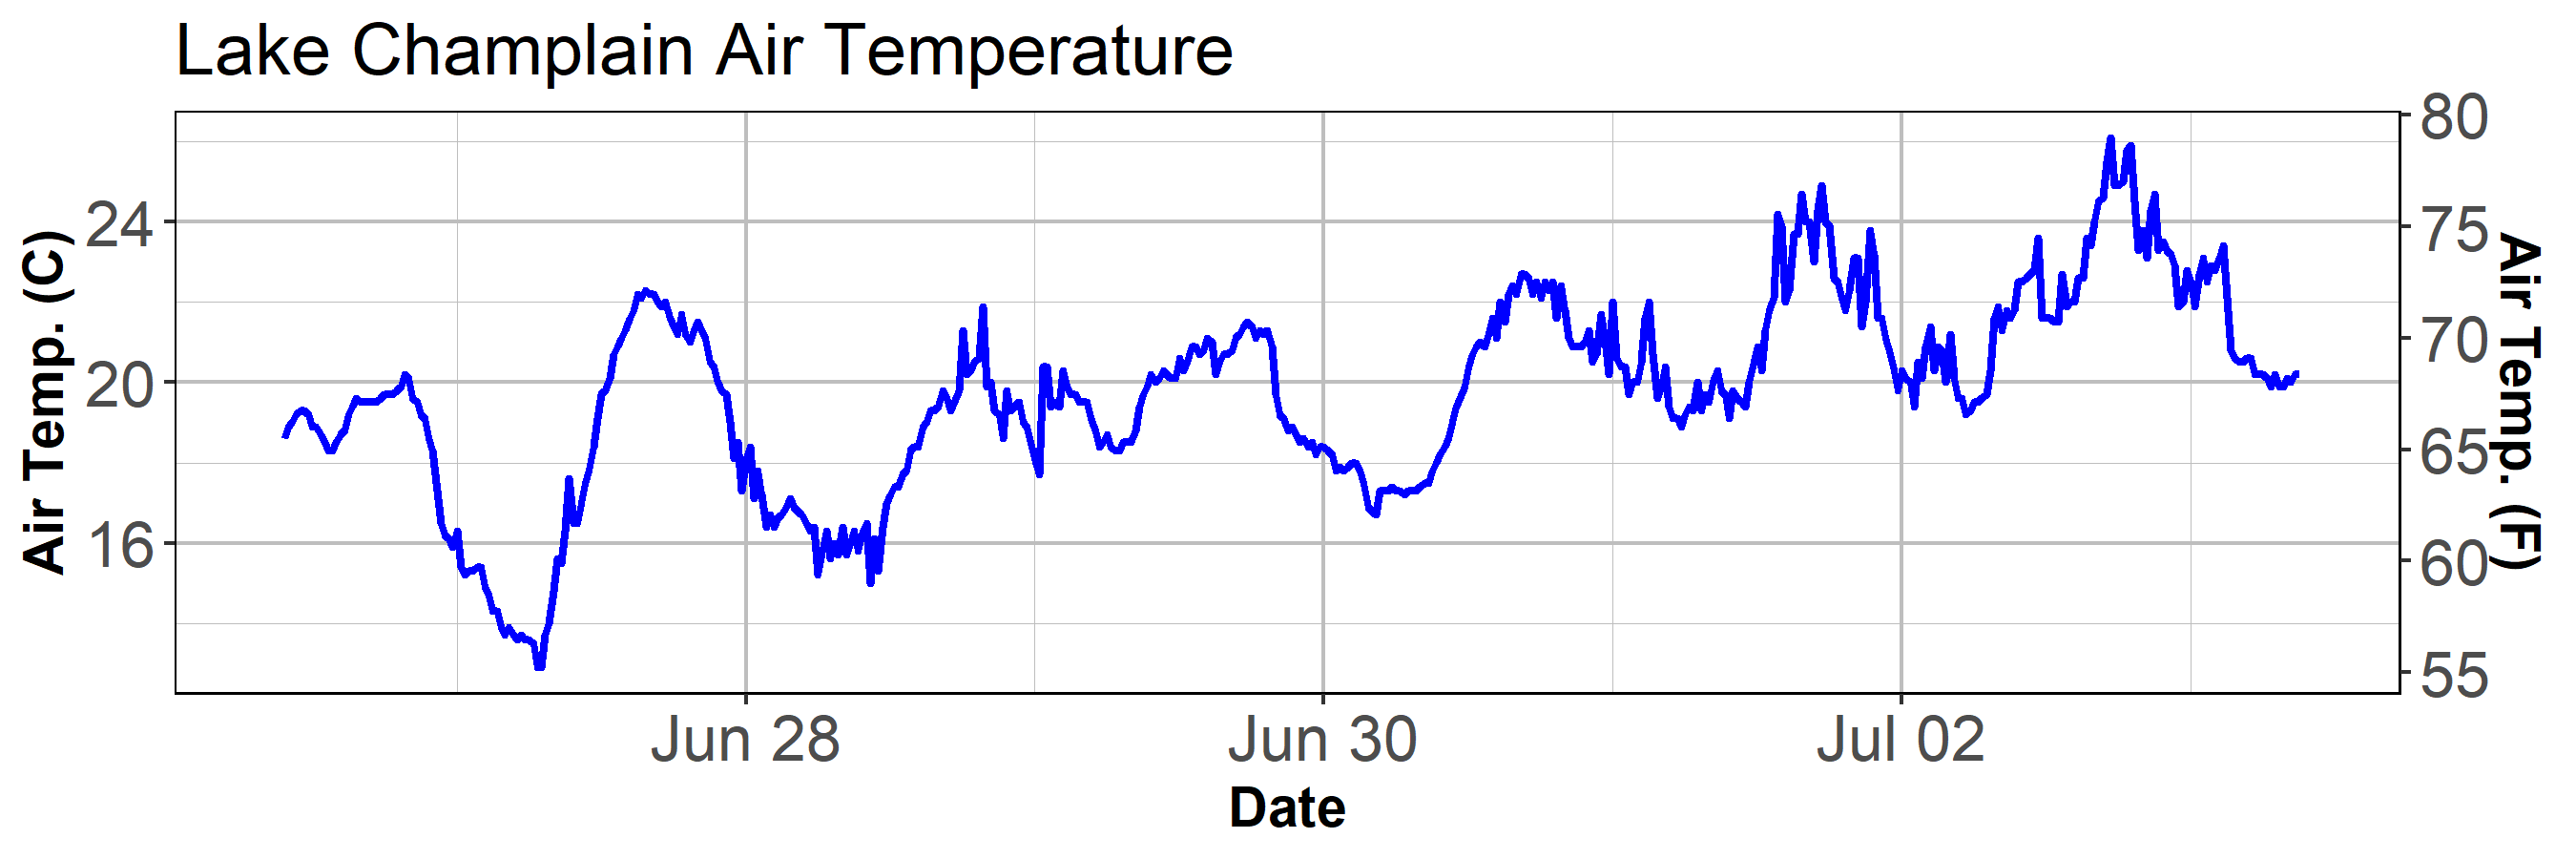 Lake Champlain Air Temperature
Air Temp. (C)
24
20
16
80
75
70
65
60
55
Air Temp. (F)
Jun 28
Jun 30
Jul 02
Date